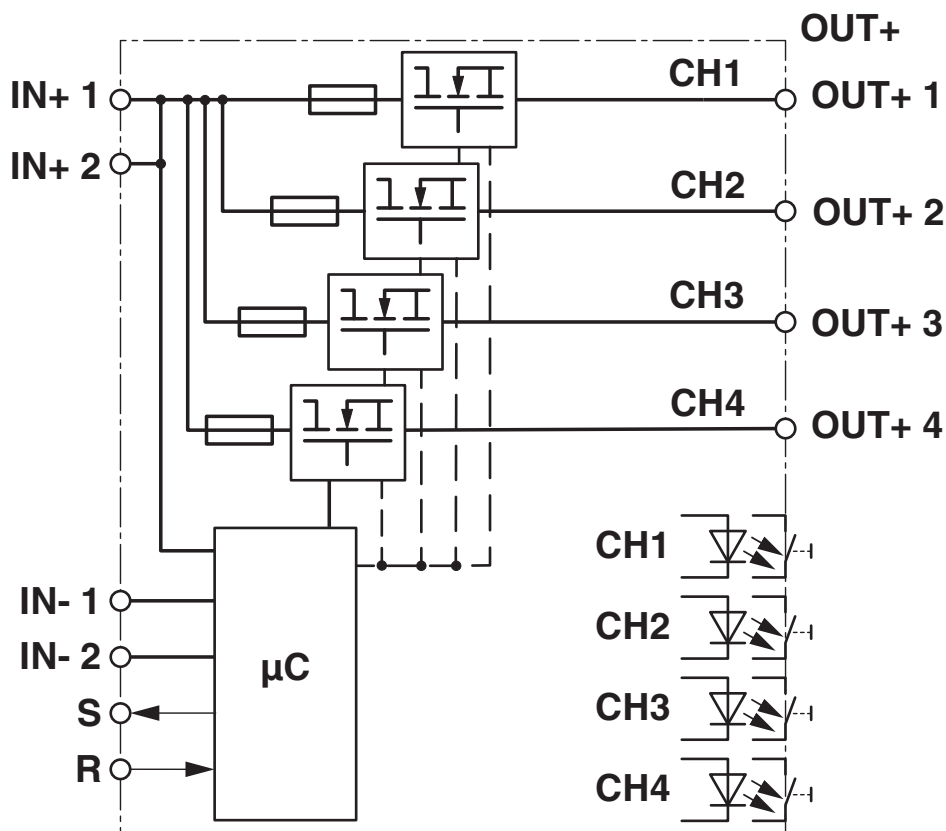 OUT+
IN+ 1
CH1
OUT+ 1
IN+ 2
CH2
OUT+ 2
CH3
OUT+ 3
CH4
OUT+ 4
CH1
IN- 1
CH2
IN- 2
µC
S
CH3
R
CH4